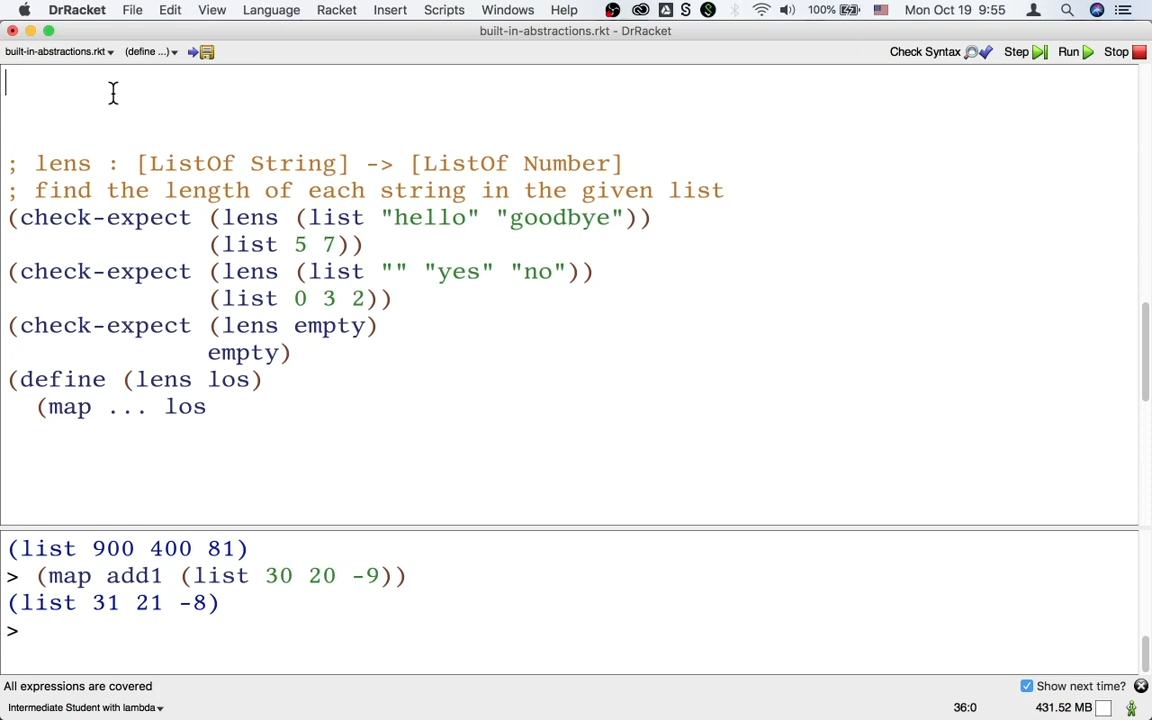 DrRacket File Edit View Language Racket Insert Scripts Windows Help 100% Mon Oct 19 9:55
built-in-abstractions.rkt - DrRacket
built-in-abstractions.rkt (define ...) Check Syntax Step Run Stop
; lens : [ListOf String] -> [ListOf Number]
; find the length of each string in the given list
(check-expect (lens (list "hello" "goodbye"))
(list 5 7))
(check-expect (lens (list "" "yes" "no"))
(list 0 3 2))
(check-expect (lens empty)
empty)
(define (lens los)
(map ... los
(list 900 400 81)
> (map add1 (list 30 20 -9))
(list 31 21 -8)
>
All expressions are covered Show next time?
Intermediate Student with lambda 36:0 431.52 MB